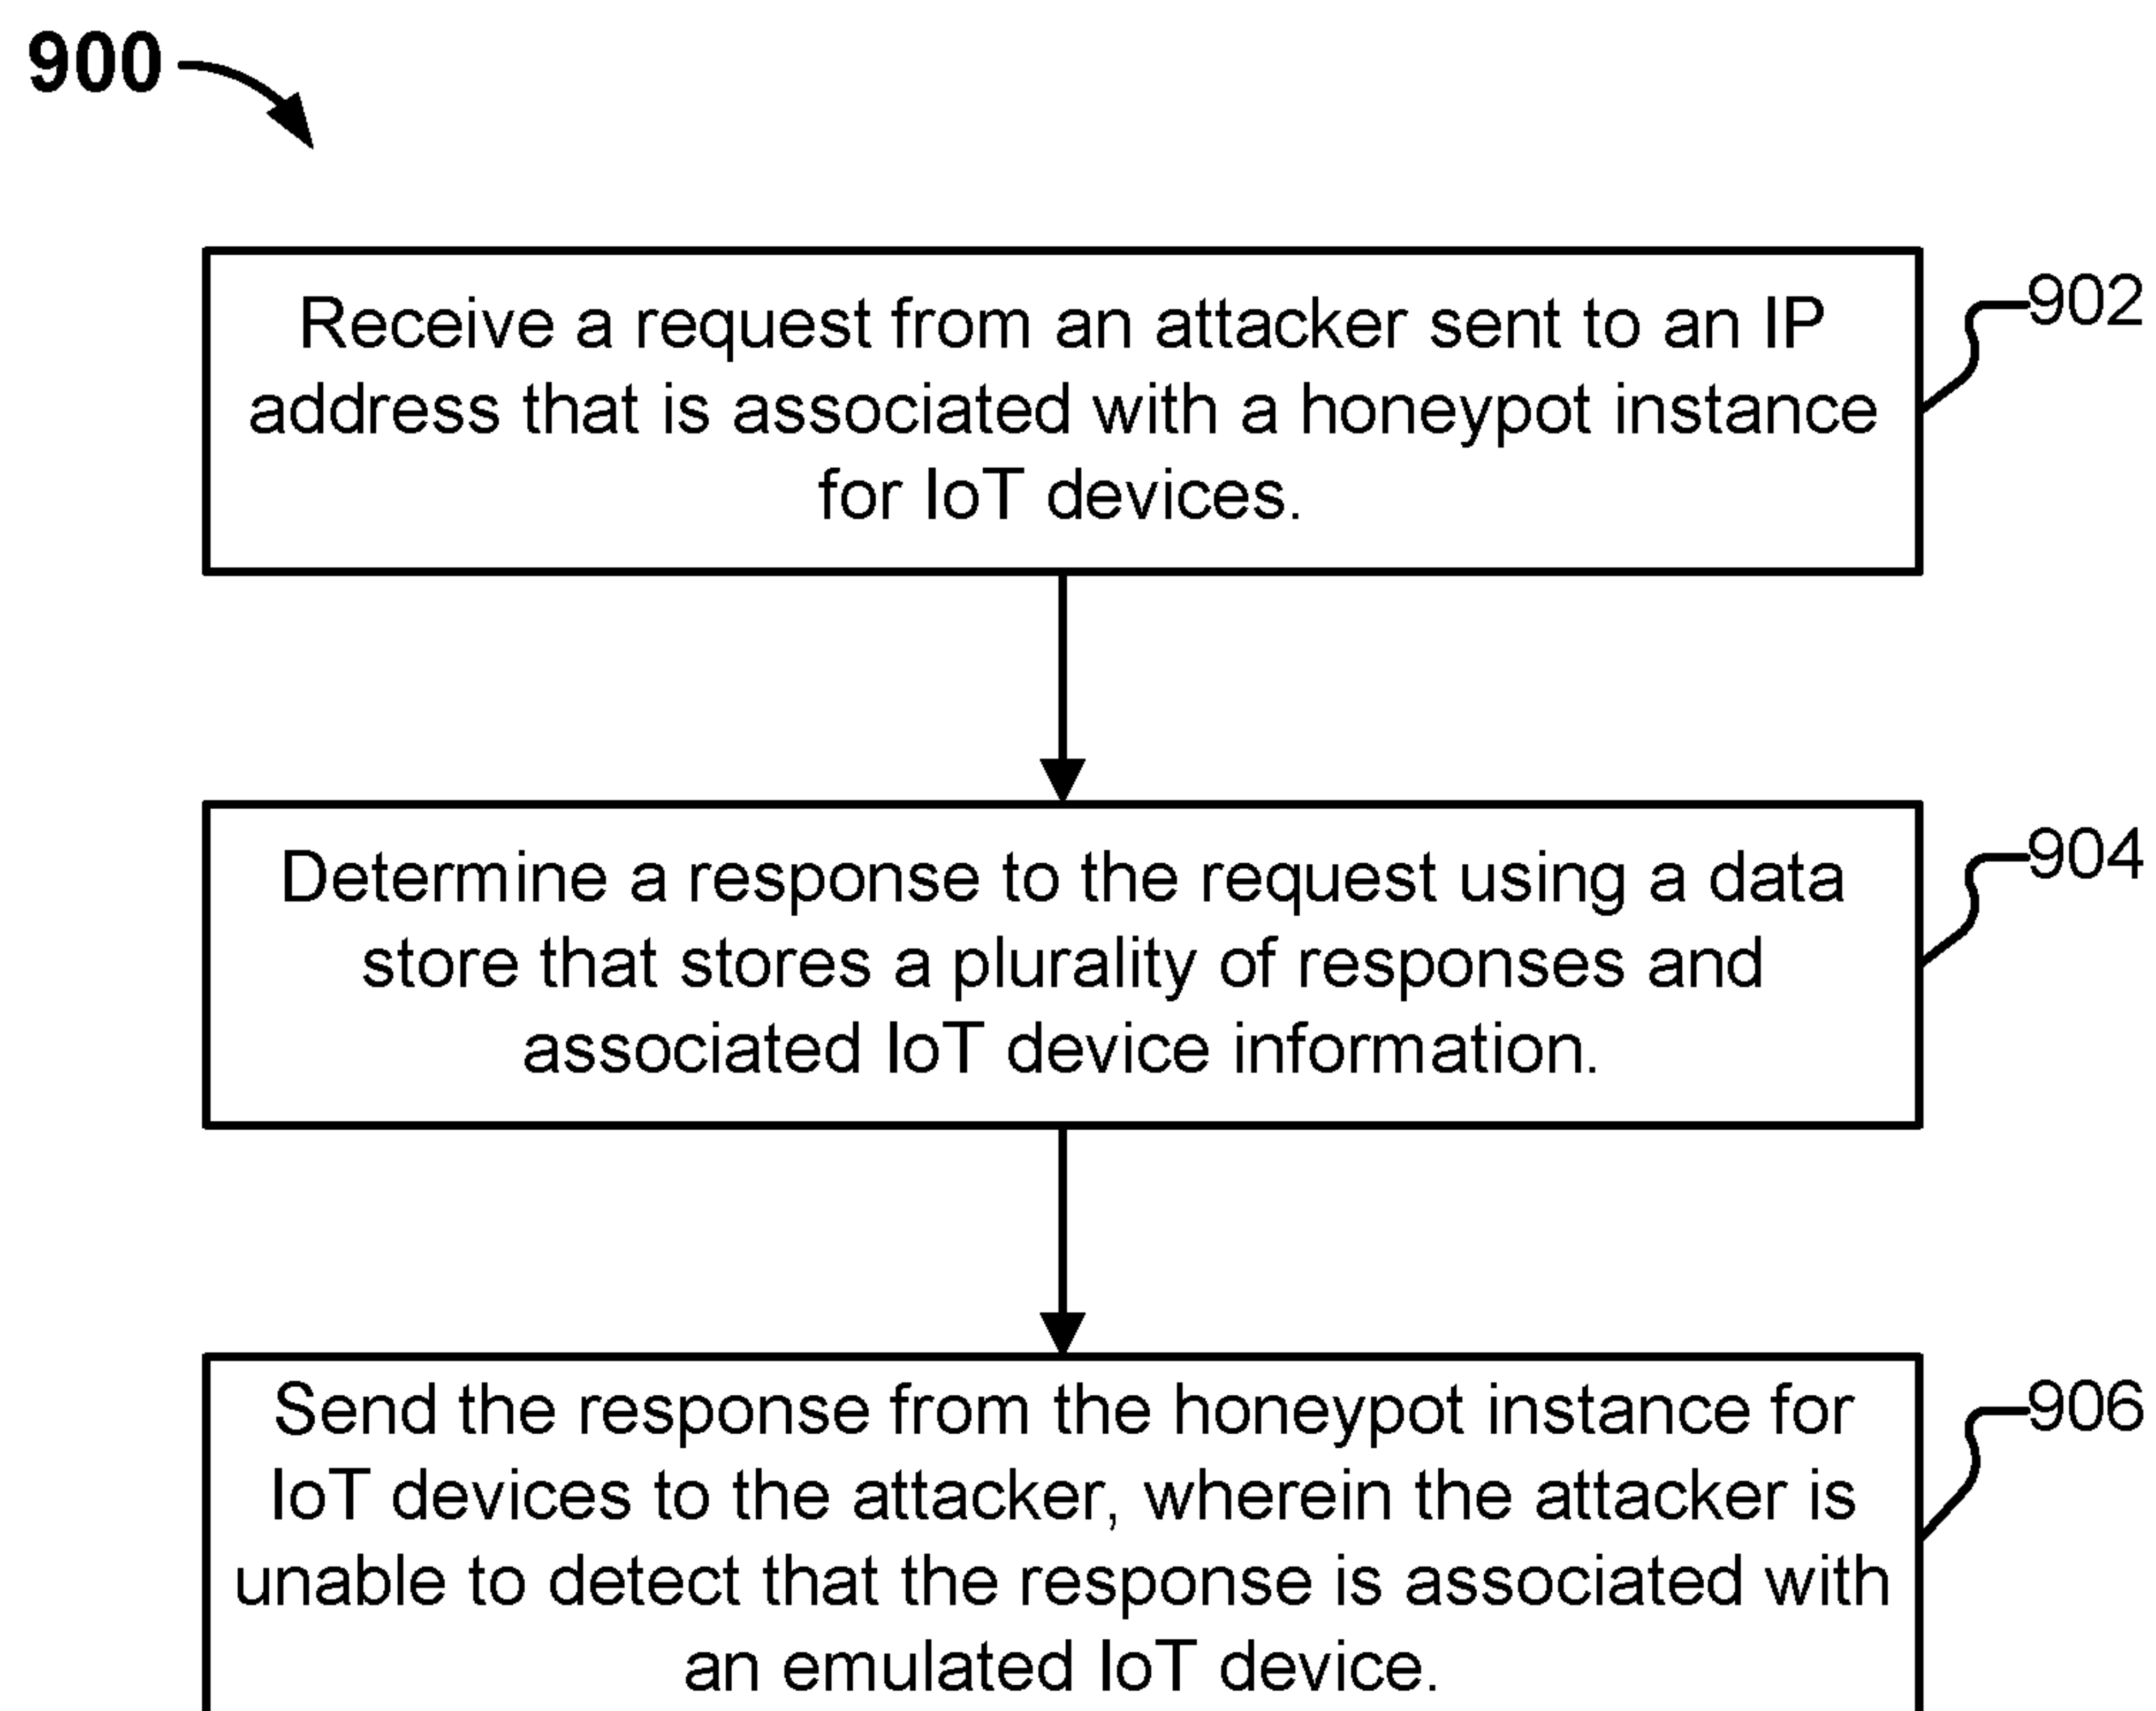 900
Receive a request from an attacker sent to an IP
address that is associated with a honeypot instance
for IoT devices.
902
Determine a response to the request using a data
store that stores a plurality of responses and
associated IoT device information.
904
Send the response from the honeypot instance for
IoT devices to the attacker, wherein the attacker is
unable to detect that the response is associated with
an emulated IoT device.
906